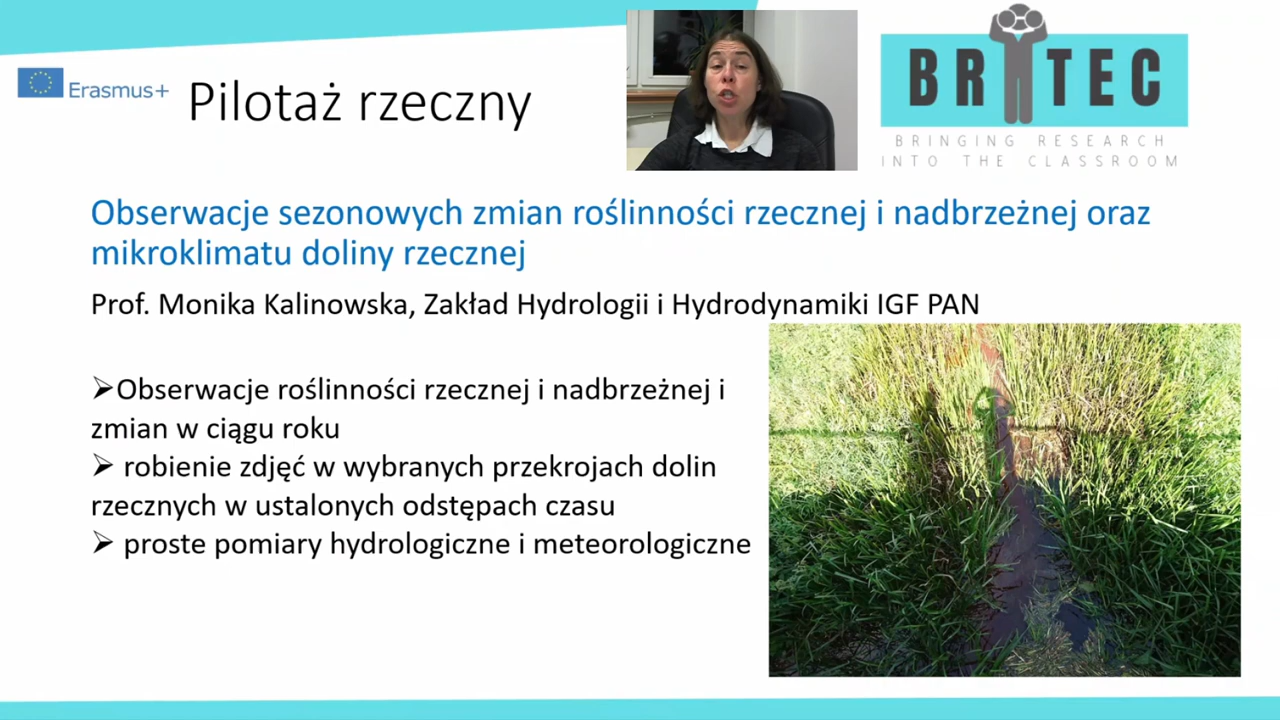 Erasmus+
Pilotaż rzeczny
BRITEC
BRINGING RESEARCH
INTO THE CLASSROOM
Obserwacje sezonowych zmian roślinności rzecznej i nadbrzeżnej oraz
mikroklimatu doliny rzecznej
Prof. Monika Kalinowska, Zakład Hydrologii i Hydrodynamiki IGF PAN
➢Obserwacje roślinności rzecznej i nadbrzeżnej i
zmian w ciągu roku
➢ robienie zdjęć w wybranych przekrojach dolin
rzecznych w ustalonych odstępach czasu
➢ proste pomiary hydrologiczne i meteorologiczne